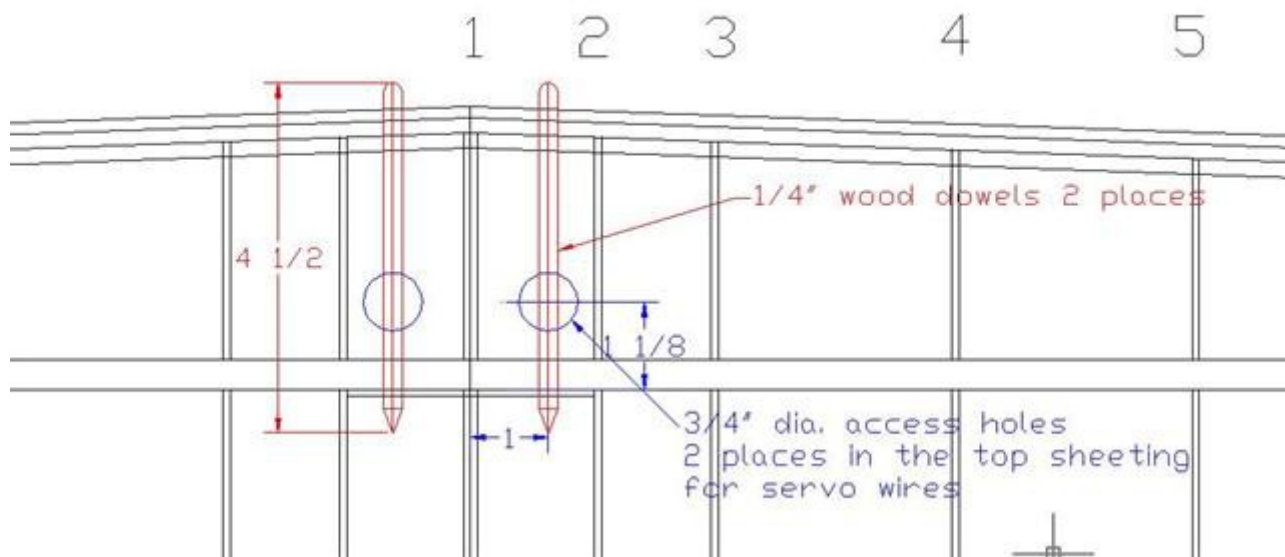 1 2 3 4 5
1/4" wood dowels 2 places
4 1/2
1 1/8
3/4" dia. access holes
1
2 places in the top sheeting
for servo wires